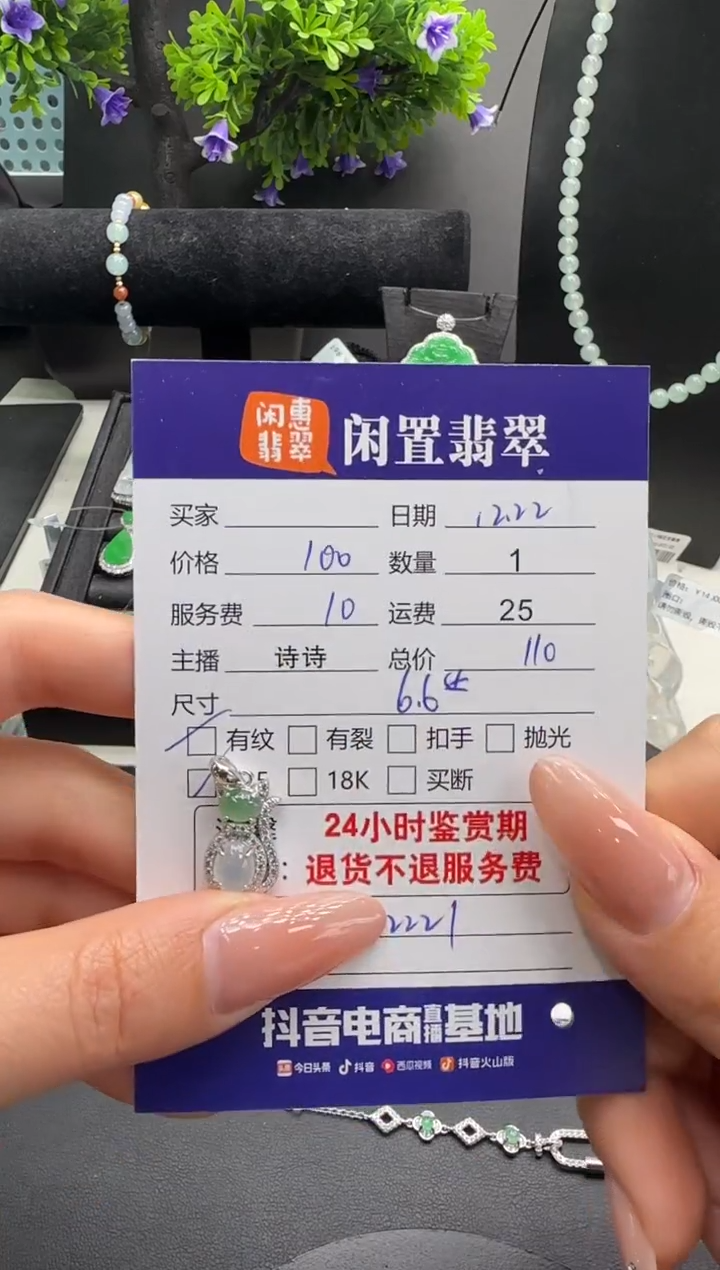 闲惠翡翠 闲置翡翠
买家 日期 12.22
价格 100 数量 1
服务费 10 运费 25
主播 诗诗 总价 110
尺寸 6.6
有纹 有裂 扣手 抛光
18K 买断
24小时鉴赏期
: 退货不退服务费
2221
抖音电商直播基地
头条 今日头条 抖音 西瓜视频 抖音火山版